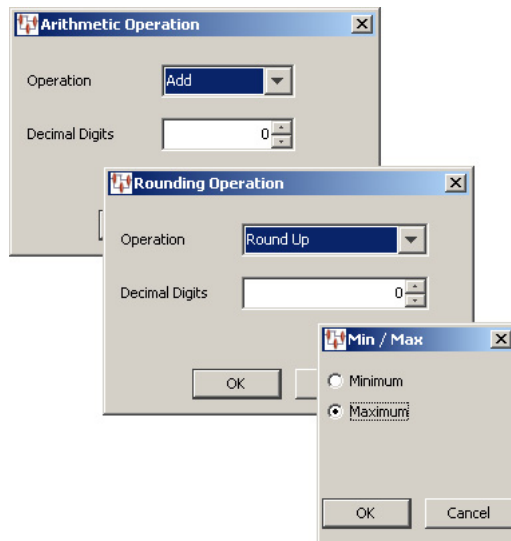 Arithmetic Operation
Operation Add
Decimal Digits 0
Rounding Operation
Operation Round Up
Decimal Digits 0
OK
Min / Max
Minimum
Maximum
OK Cancel